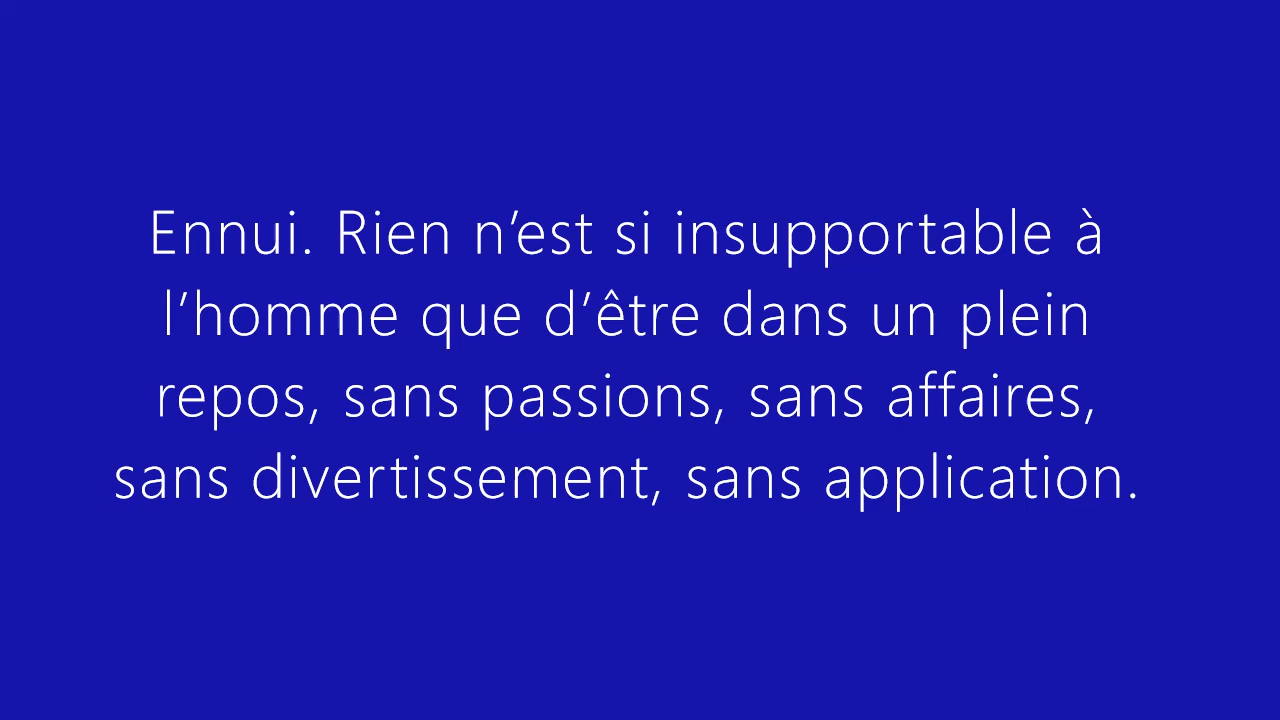 Ennui. Rien n’est si insupportable à
l’homme que d’être dans un plein
repos, sans passions, sans affaires,
sans divertissement, sans application.